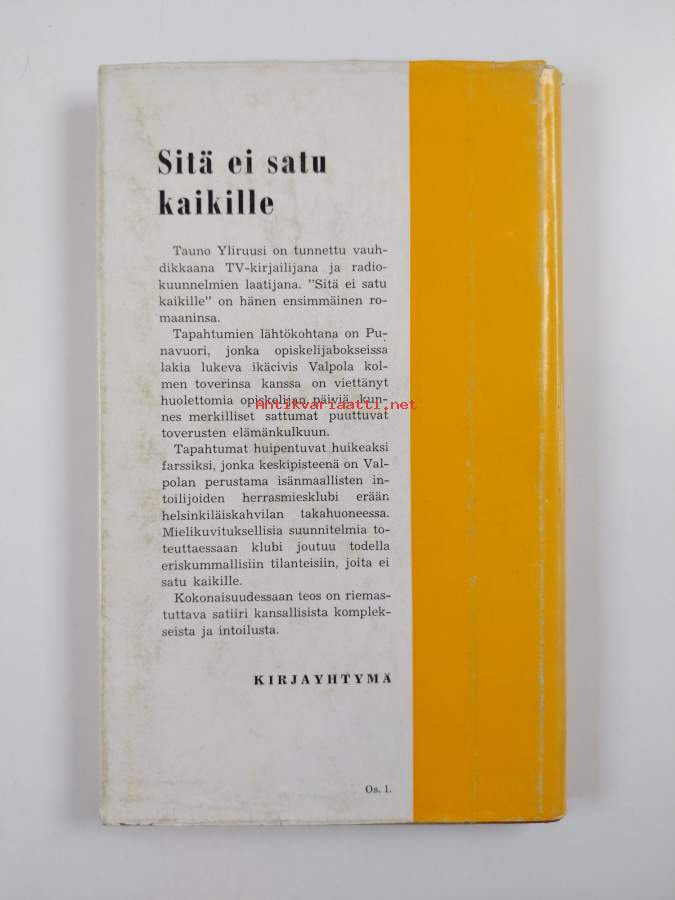 Sitä ei satu
kaikille
Tauno Yliruusi on tunnettu vauh-
dikkaana TV-kirjailijana ja radio-
kuunnelmien laatijana. "Sitä ei satu
kaikille" on hänen ensimmäinen ro-
maaninsa.
Tapahtumien lähtökohtana on Pu-
navuori, jonka opiskelijabokseissa
lakia lukeva ikäcivis Valpola kol-
men toverinsa kanssa on viettänyt
huolettomia opiskelijan päiviä, kun-
Antikvariaatti.net
nes merkilliset sattumat puuttuvat
toverusten elämänkulkuun.
Tapahtumat huipentuvat huikeaksi
farssiksi, jonka keskipisteenä on Val-
polan perustama isänmaallisten in-
toilijoiden herrasmiesklubi erään
helsinkiläiskahvilan takahuoneessa.
Mielikuvituksellisia suunnitelmia to-
teuttaessaan klubi joutuu todella
eriskummallisiin tilanteisiin, joita ei
satu kaikille.
Kokonaisuudessaan teos on riemas-
tuttava satiiri kansallisista komplek-
seista ja intoilusta.
KIRJAYHTYMÄ
Os. 1.